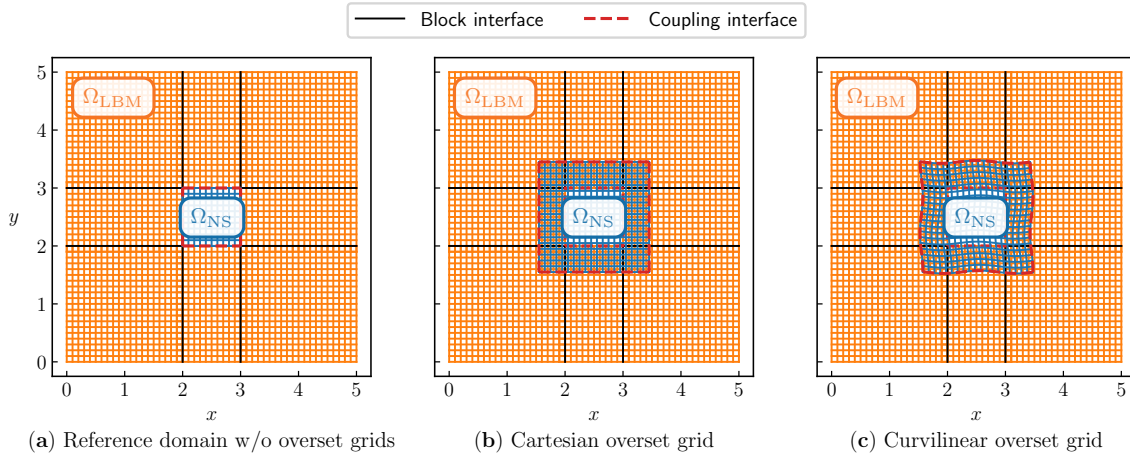 Block interface Coupling interface
Ω_LBM Ω_LBM Ω_LBM
Ω_NS Ω_NS Ω_NS
5
4
3
2
1
0
y
0 1 2 3 4 5 0 1 2 3 4 5 0 1 2 3 4 5
x x x
(a) Reference domain w/o overset grids (b) Cartesian overset grid (c) Curvilinear overset grid